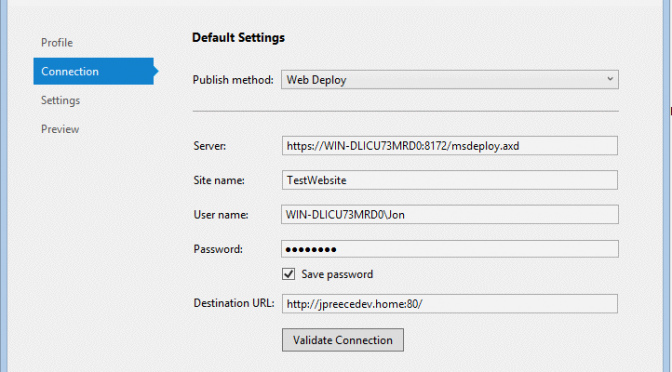 Default Settings
Profile
Connection
Settings
Preview
Publish method: Web Deploy
Server: https://WIN-DLICU73MRD0:8172/msdeploy.axd
Site name: TestWebsite
User name: WIN-DLICU73MRD0\Jon
Password: ●●●●●●●●
Save password
Destination URL: http://jpreecedev.home:80/
Validate Connection